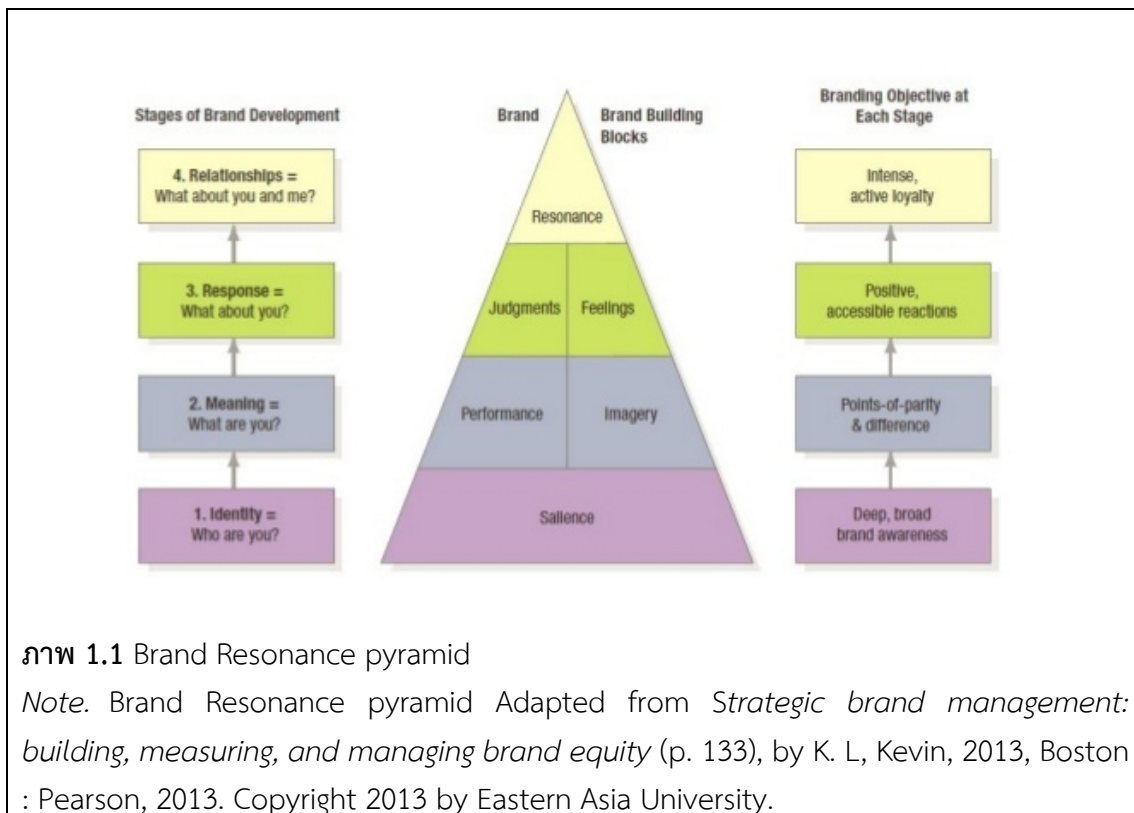 Stages of Brand Development
4. Relationships =
What about you and me?
3. Response =
What about you?
2. Meaning =
What are you?
1. Identity =
Who are you?
Brand
Brand Building
Blocks
Resonance
Judgments
Feelings
Performance
Imagery
Salience
Branding Objective at
Each Stage
Intense,
active loyalty
Positive,
accessible reactions
Points-of-parity
& difference
Deep, broad
brand awareness
ภาพ 1.1 Brand Resonance pyramid
Note. Brand Resonance pyramid Adapted from Strategic brand management:
building, measuring, and managing brand equity (p. 133), by K. L, Kevin, 2013, Boston
: Pearson, 2013. Copyright 2013 by Eastern Asia University.